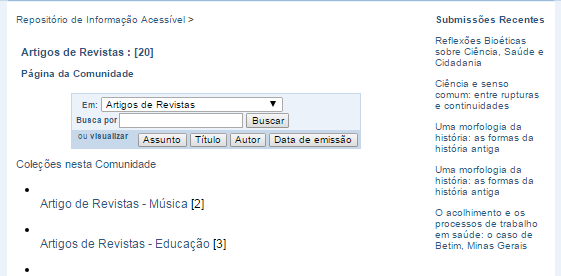 Repositório de Informação Acessível >
Artigos de Revistas : [20]
Página da Comunidade
Em: Artigos de Revistas
Busca por Buscar
ou visualizar Assunto Título Autor Data de emissão
Coleções nesta Comunidade
Artigo de Revistas - Música [2]
Artigos de Revistas - Educação [3]
Submissões Recentes
Reflexões Bioéticas
sobre Ciência, Saúde e
Cidadania
Ciência e senso
comum: entre rupturas
e continuidades
Uma morfologia da
história: as formas da
história antiga
Uma morfologia da
história: as formas da
história antiga
O acolhimento e os
processos de trabalho
em saúde: o caso de
Betim, Minas Gerais